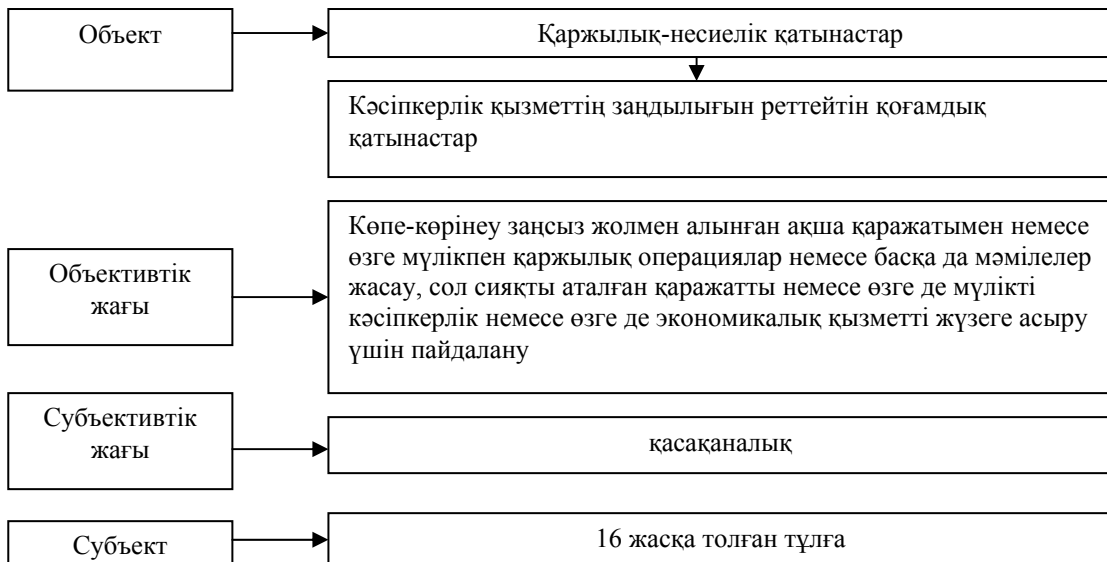 Объект
Қаржылық-несиелік қатынастар
Кәсіпкерлік қызметтің заңдылығын реттейтін қоғамдық
қатынастар
Объективтік
жағы
Көпе-көрінеу заңсыз жолмен алынған ақша қаражатымен немесе
өзге мүлікпен қаржылық операциялар немесе басқа да мәмілелер
жасау, сол сияқты аталған қаражатты немесе өзге де мүлікті
кәсіпкерлік немесе өзге де экономикалық қызметті жүзеге асыру
үшін пайдалану
Субъективтік
жағы
қасақаналық
Субъект
16 жасқа толған тұлға